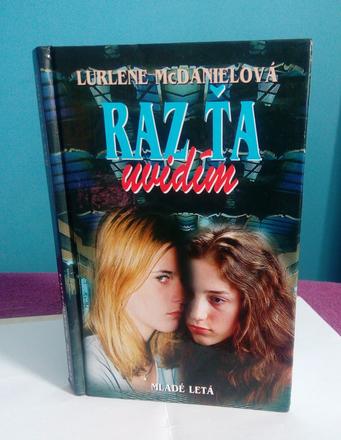 LURLENE McDANIELOVÁ
RAZ ŤA
uvidím
MLADÉ LETÁ